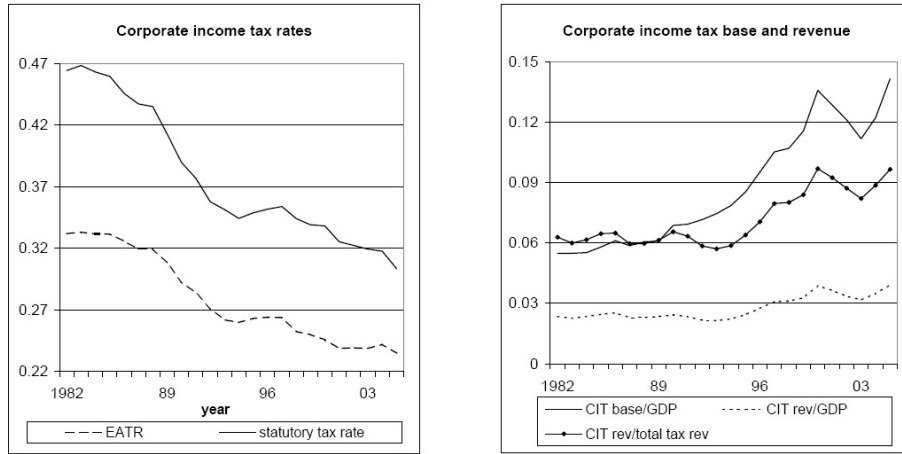 Corporate income tax rates
0.47
0.42
0.37
0.32
0.27
0.22
1982 89 96 03
year
EATR statutory tax rate
Corporate income tax base and revenue
0.15
0.12
0.09
0.06
0.03
0
1982 89 96 03
CIT base/GDP CIT rev/GDP
CIT rev/total tax rev